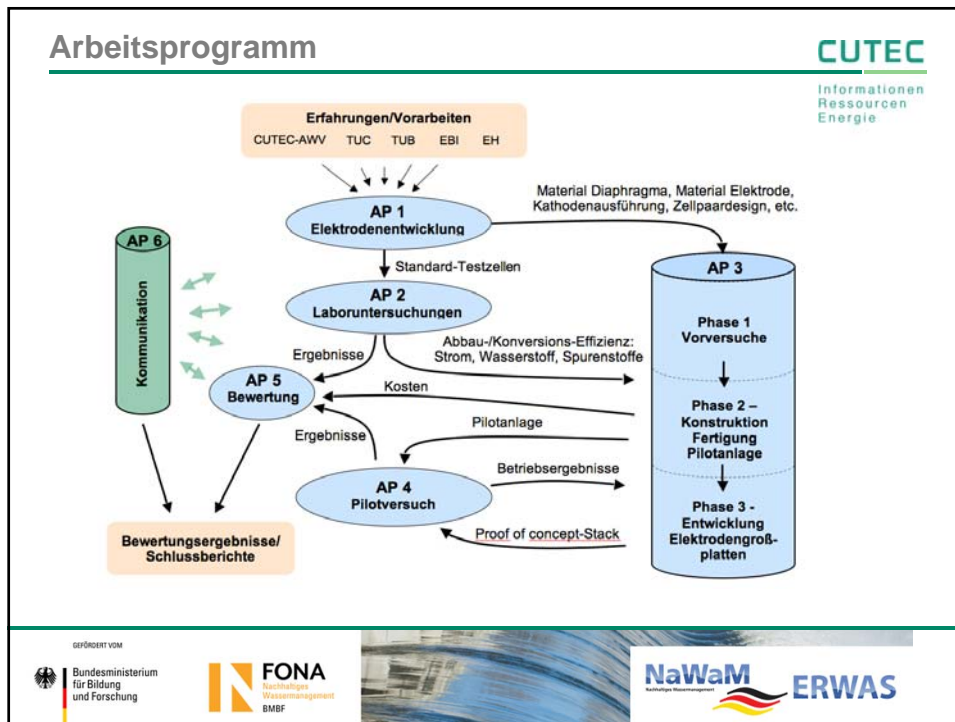 Arbeitsprogramm
CUTEC
Informationen
Ressourcen
Energie
Erfahrungen/Vorarbeiten
CUTEC-AWV TUC TUB EBI EH
AP 1
Elektrodenentwicklung
Material Diaphragma, Material Elektrode,
Kathodenausführung, Zellpaardesign, etc.
AP 6
Kommunikation
Standard-Testzellen
AP 2
Laboruntersuchungen
AP 3
Phase 1
Vorversuche
Ergebnisse
Abbau-/Konversions-Effizienz:
Strom, Wasserstoff, Spurenstoffe
AP 5
Bewertung
Kosten
Phase 2 –
Konstruktion
Fertigung
Pilotanlage
Ergebnisse
Pilotanlage
Betriebsergebnisse
AP 4
Pilotversuch
Phase 3 -
Entwicklung
Elektrodengroß-
platten
Proof of concept-Stack
Bewertungsergebnisse/
Schlussberichte
GEFÖRDERT VOM
Bundesministerium
für Bildung
und Forschung
FONA
Nachhaltiges
Wassermanagement
BMBF
NaWaM
Nachhaltiges Wassermanagement
ERWAS